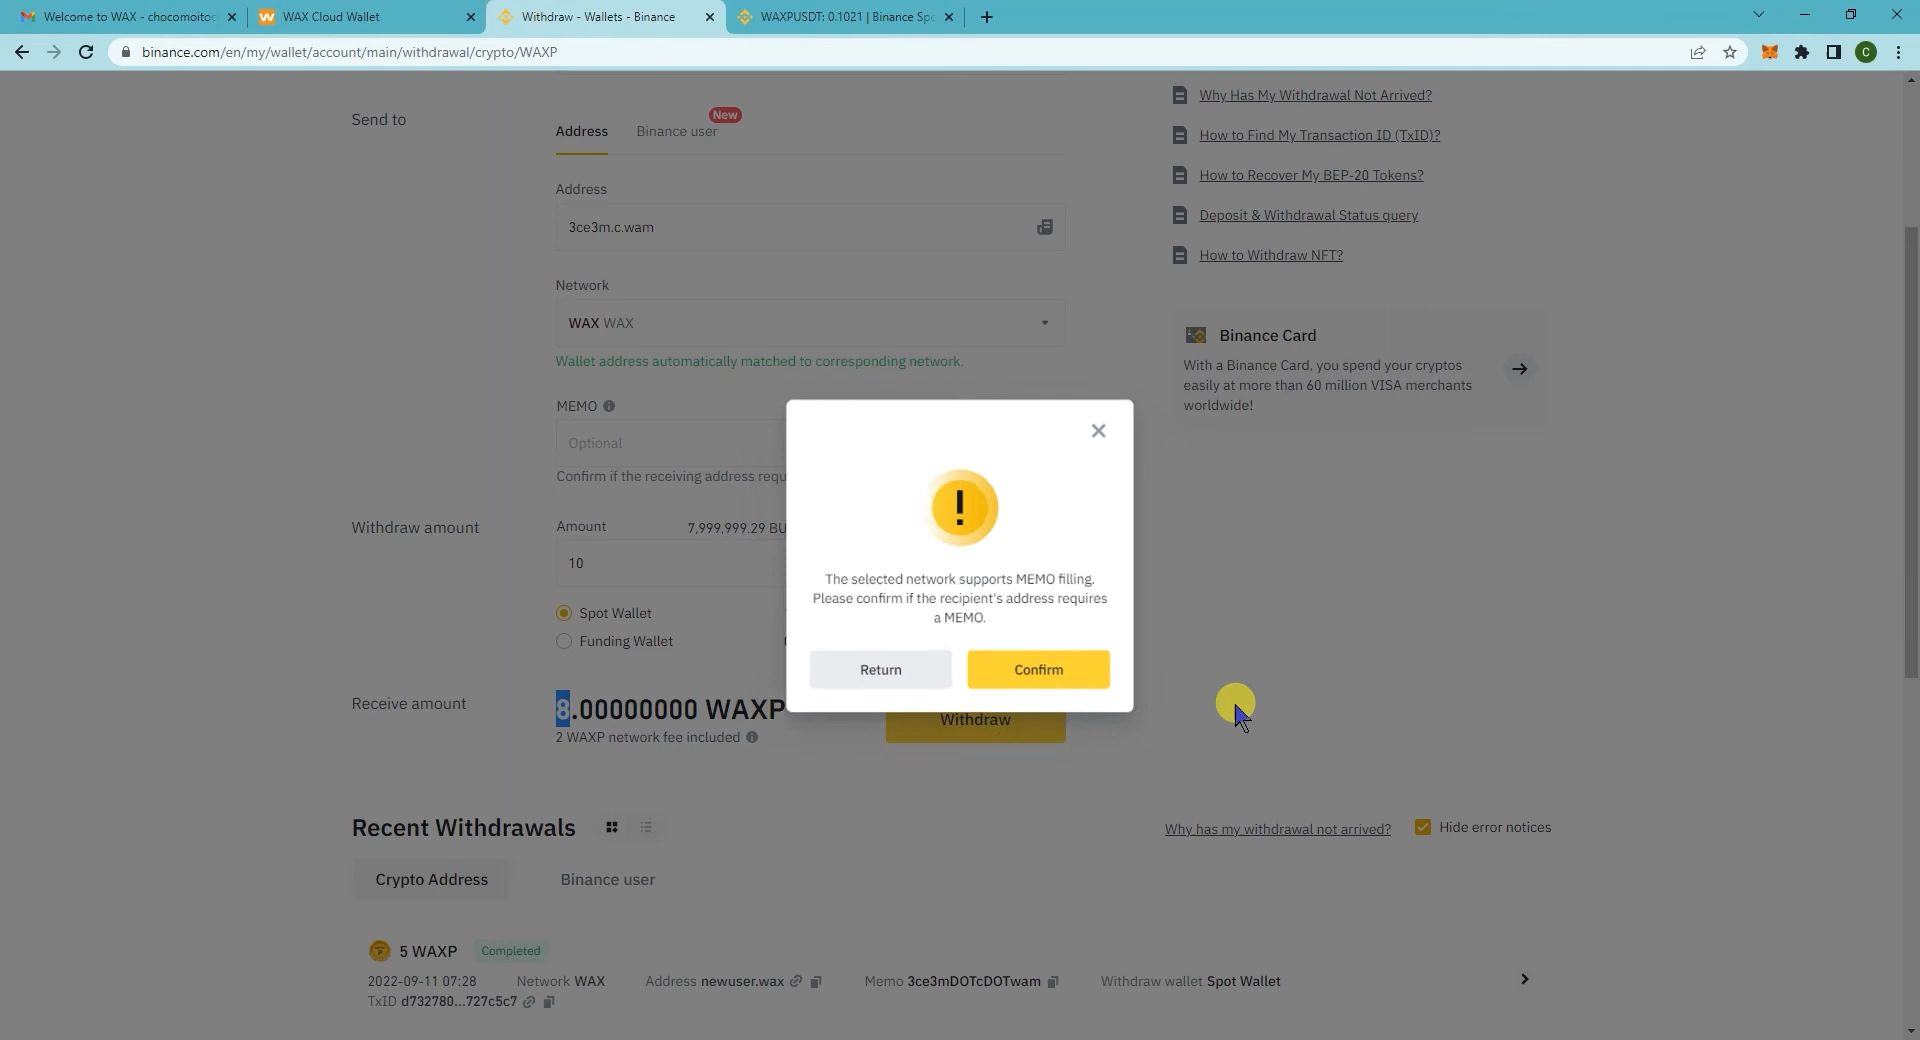 Welcome to WAX - chocomoitoc
WAX Cloud Wallet
Withdraw - Wallets - Binance
WAXPUSDT: 0.1021 | Binance Spo
binance.com/en/my/wallet/account/main/withdrawal/crypto/WAXP
C
Send to
Address
Binance user
New
Address
3ce3m.c.wam
Network
WAX WAX
Wallet address automatically matched to corresponding network.
MEMO
Optional
Confirm if the receiving address requ
Withdraw amount
Amount
7,999,999.29 BU
10
Spot Wallet
Funding Wallet
Receive amount
8.00000000 WAXP
2 WAXP network fee included
Withdraw
Why Has My Withdrawal Not Arrived?
How to Find My Transaction ID (TxID)?
How to Recover My BEP-20 Tokens?
Deposit & Withdrawal Status query
How to Withdraw NFT?
Binance Card
With a Binance Card, you spend your cryptos
easily at more than 60 million VISA merchants
worldwide!
The selected network supports MEMO filling.
Please confirm if the recipient's address requires
a MEMO.
Return
Confirm
Recent Withdrawals
Why has my withdrawal not arrived?
Hide error notices
Crypto Address
Binance user
5 WAXP
Completed
2022-09-11 07:28
Network WAX
Address newuser.wax
Memo 3ce3mDOTcDOTwam
Withdraw wallet Spot Wallet
TxID d732780...727c5c7